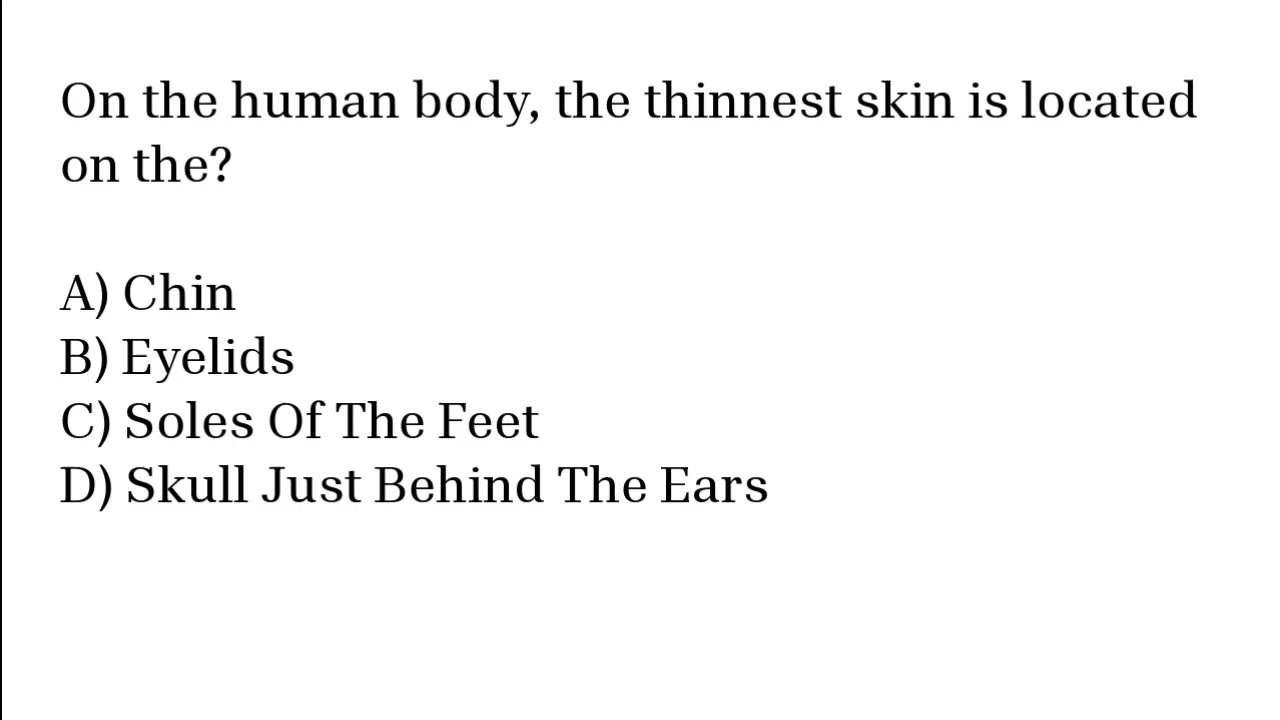 On the human body, the thinnest skin is located
on the?
A) Chin
B) Eyelids
C) Soles Of The Feet
D) Skull Just Behind The Ears